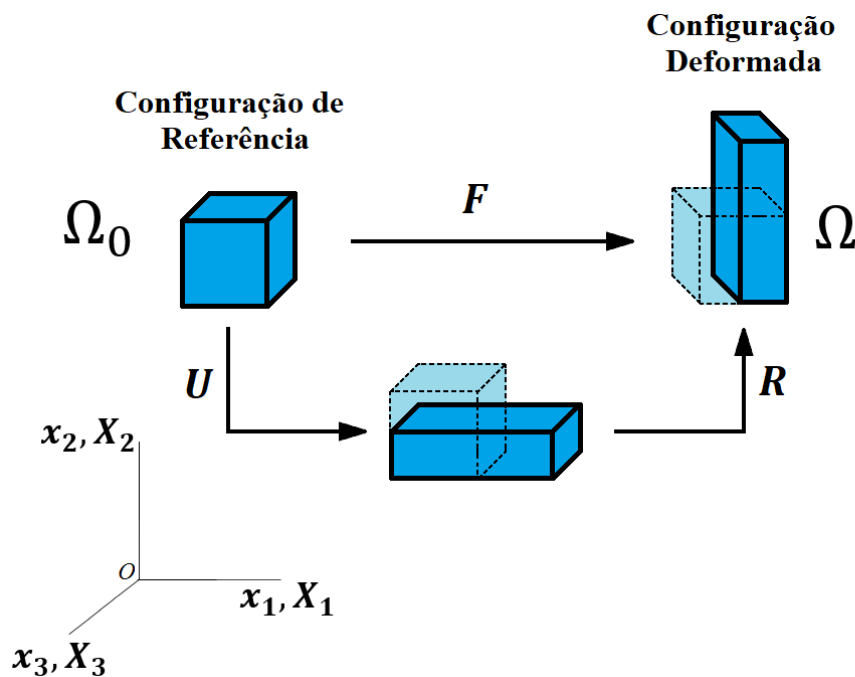 Configuração
Deformada
Configuração de
Referência
Ω₀
F
Ω
U
R
x₂, X₂
O
x₁, X₁
x₃, X₃